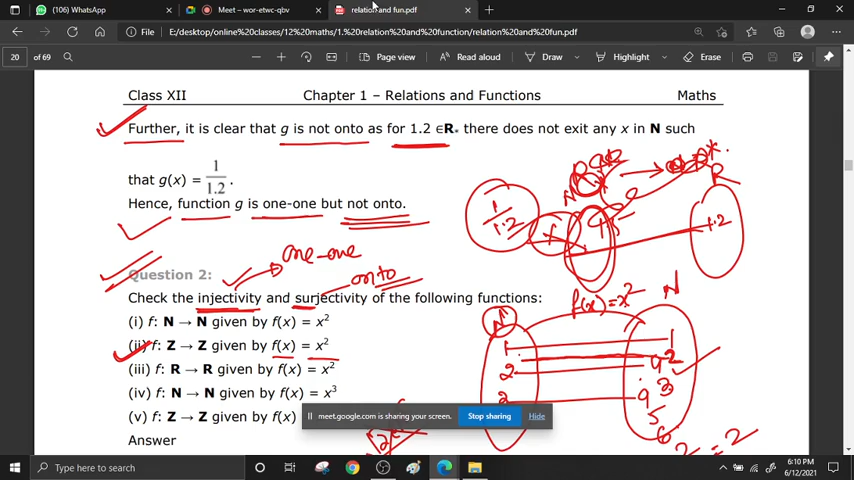 (106) WhatsApp
Meet – wor-etwc-qbv
relation and fun.pdf
File
E:/desktop/online%20classes/12%20maths/1.%20relation%20and%20function/relation%20and%20fun.pdf
20
of 69
Page view
Read aloud
Draw
Highlight
Erase
Class XII
Chapter 1 – Relations and Functions
Maths
Further, it is clear that g is not onto as for 1.2 ∈R. there does not exit any x in N such
that g(x) = 1/1.2.
Hence, function g is one-one but not onto.
R
1/1.2
1.2
one-one
Question 2:
onto
Check the injectivity and surjectivity of the following functions:
f(x)=x²
N
(i) f: N → N given by f(x) = x²
N
(ii) f: Z → Z given by f(x) = x²
1
1
(iii) f: R → R given by f(x) = x²
2
4 2
(iv) f: N → N given by f(x) = x³
3
9 3
(v) f: Z → Z given by f(x)
5
6
meet.google.com is sharing your screen.
Stop sharing
Hide
Answer
Type here to search
6:10 PM
6/12/2021